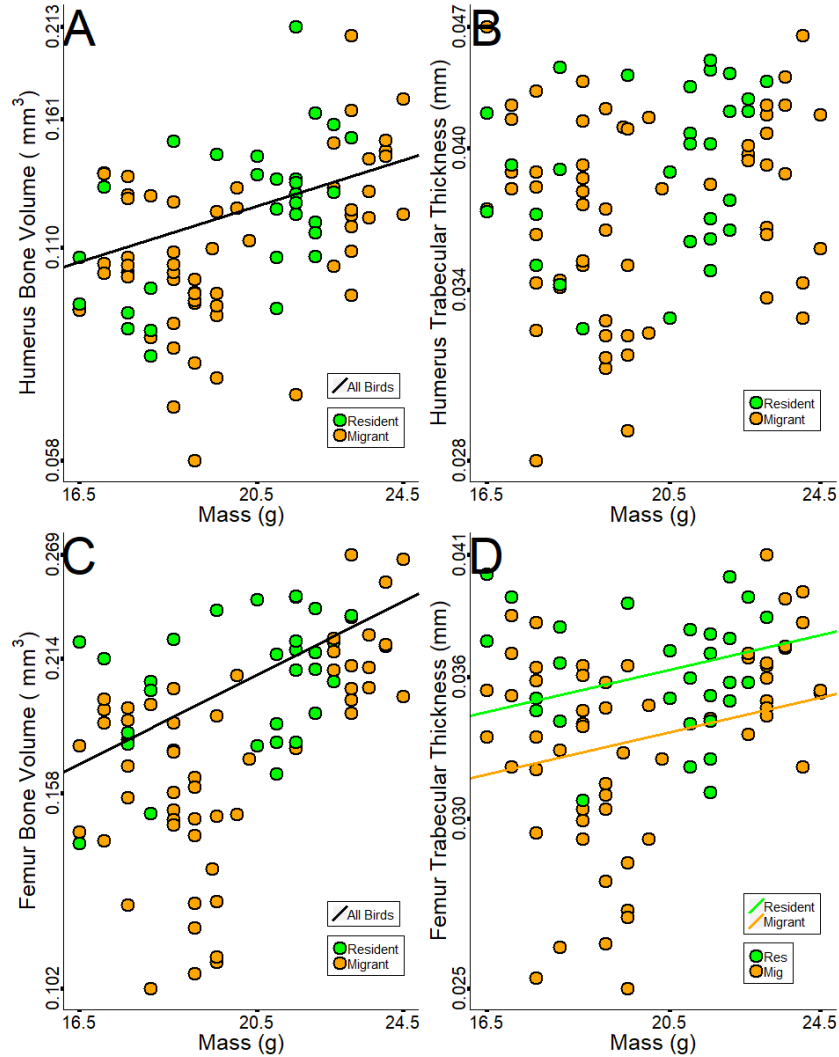 A
B
Humerus Bone Volume ( mm³)
0.213
0.161
0.110
0.058
All Birds
Resident
Migrant
16.5
20.5
24.5
Mass (g)
Humerus Trabecular Thickness (mm)
0.047
0.040
0.034
0.028
Resident
Migrant
16.5
20.5
24.5
Mass (g)
C
D
Femur Bone Volume ( mm³)
0.269
0.214
0.158
0.102
All Birds
Resident
Migrant
16.5
20.5
24.5
Mass (g)
Femur Trabecular Thickness (mm)
0.041
0.036
0.030
0.025
Resident
Migrant
Res
Mig
16.5
20.5
24.5
Mass (g)